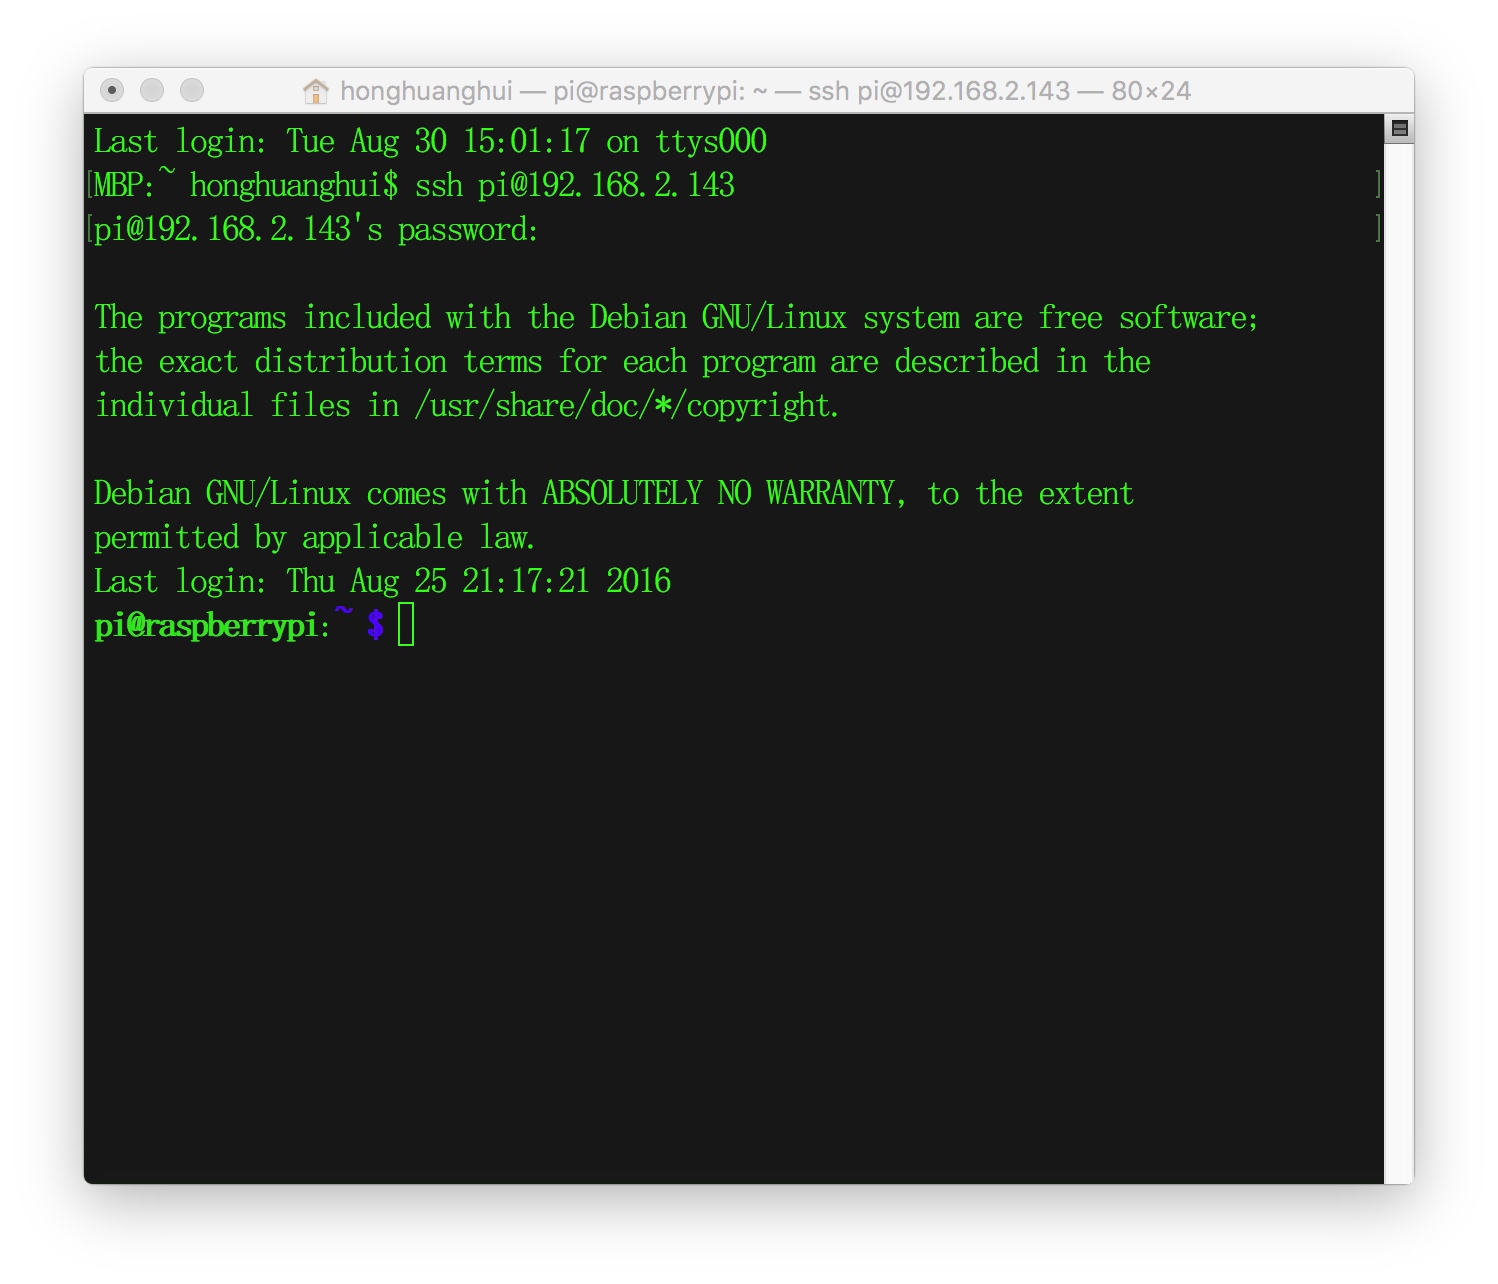 honghuanghui — pi@raspberrypi: ~ — ssh pi@192.168.2.143 — 80×24
Last login: Tue Aug 30 15:01:17 on ttys000
[MBP:~ honghuanghui$ ssh pi@192.168.2.143 ]
[pi@192.168.2.143's password: ]
The programs included with the Debian GNU/Linux system are free software;
the exact distribution terms for each program are described in the
individual files in /usr/share/doc/*/copyright.
Debian GNU/Linux comes with ABSOLUTELY NO WARRANTY, to the extent
permitted by applicable law.
Last login: Thu Aug 25 21:17:21 2016
pi@raspberrypi:~ $